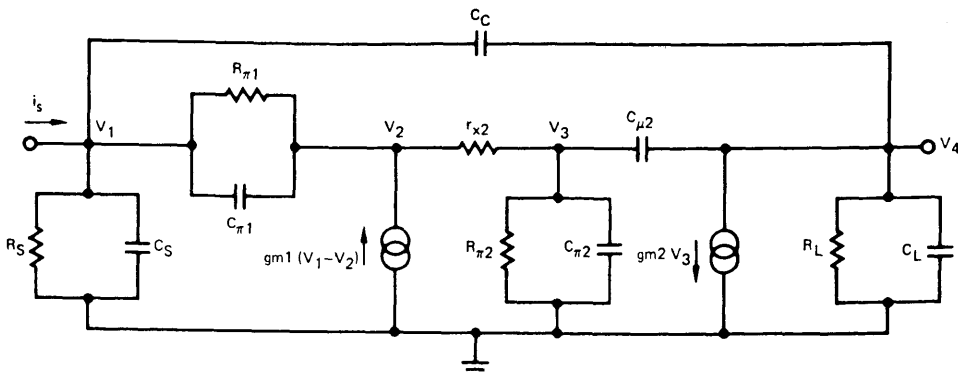 C_C
R_π1
i_s
V_1
V_2
r_x2
V_3
C_μ2
V_4
C_π1
R_S
C_S
gm1 (V_1–V_2)
R_π2
C_π2
gm2 V_3
R_L
C_L